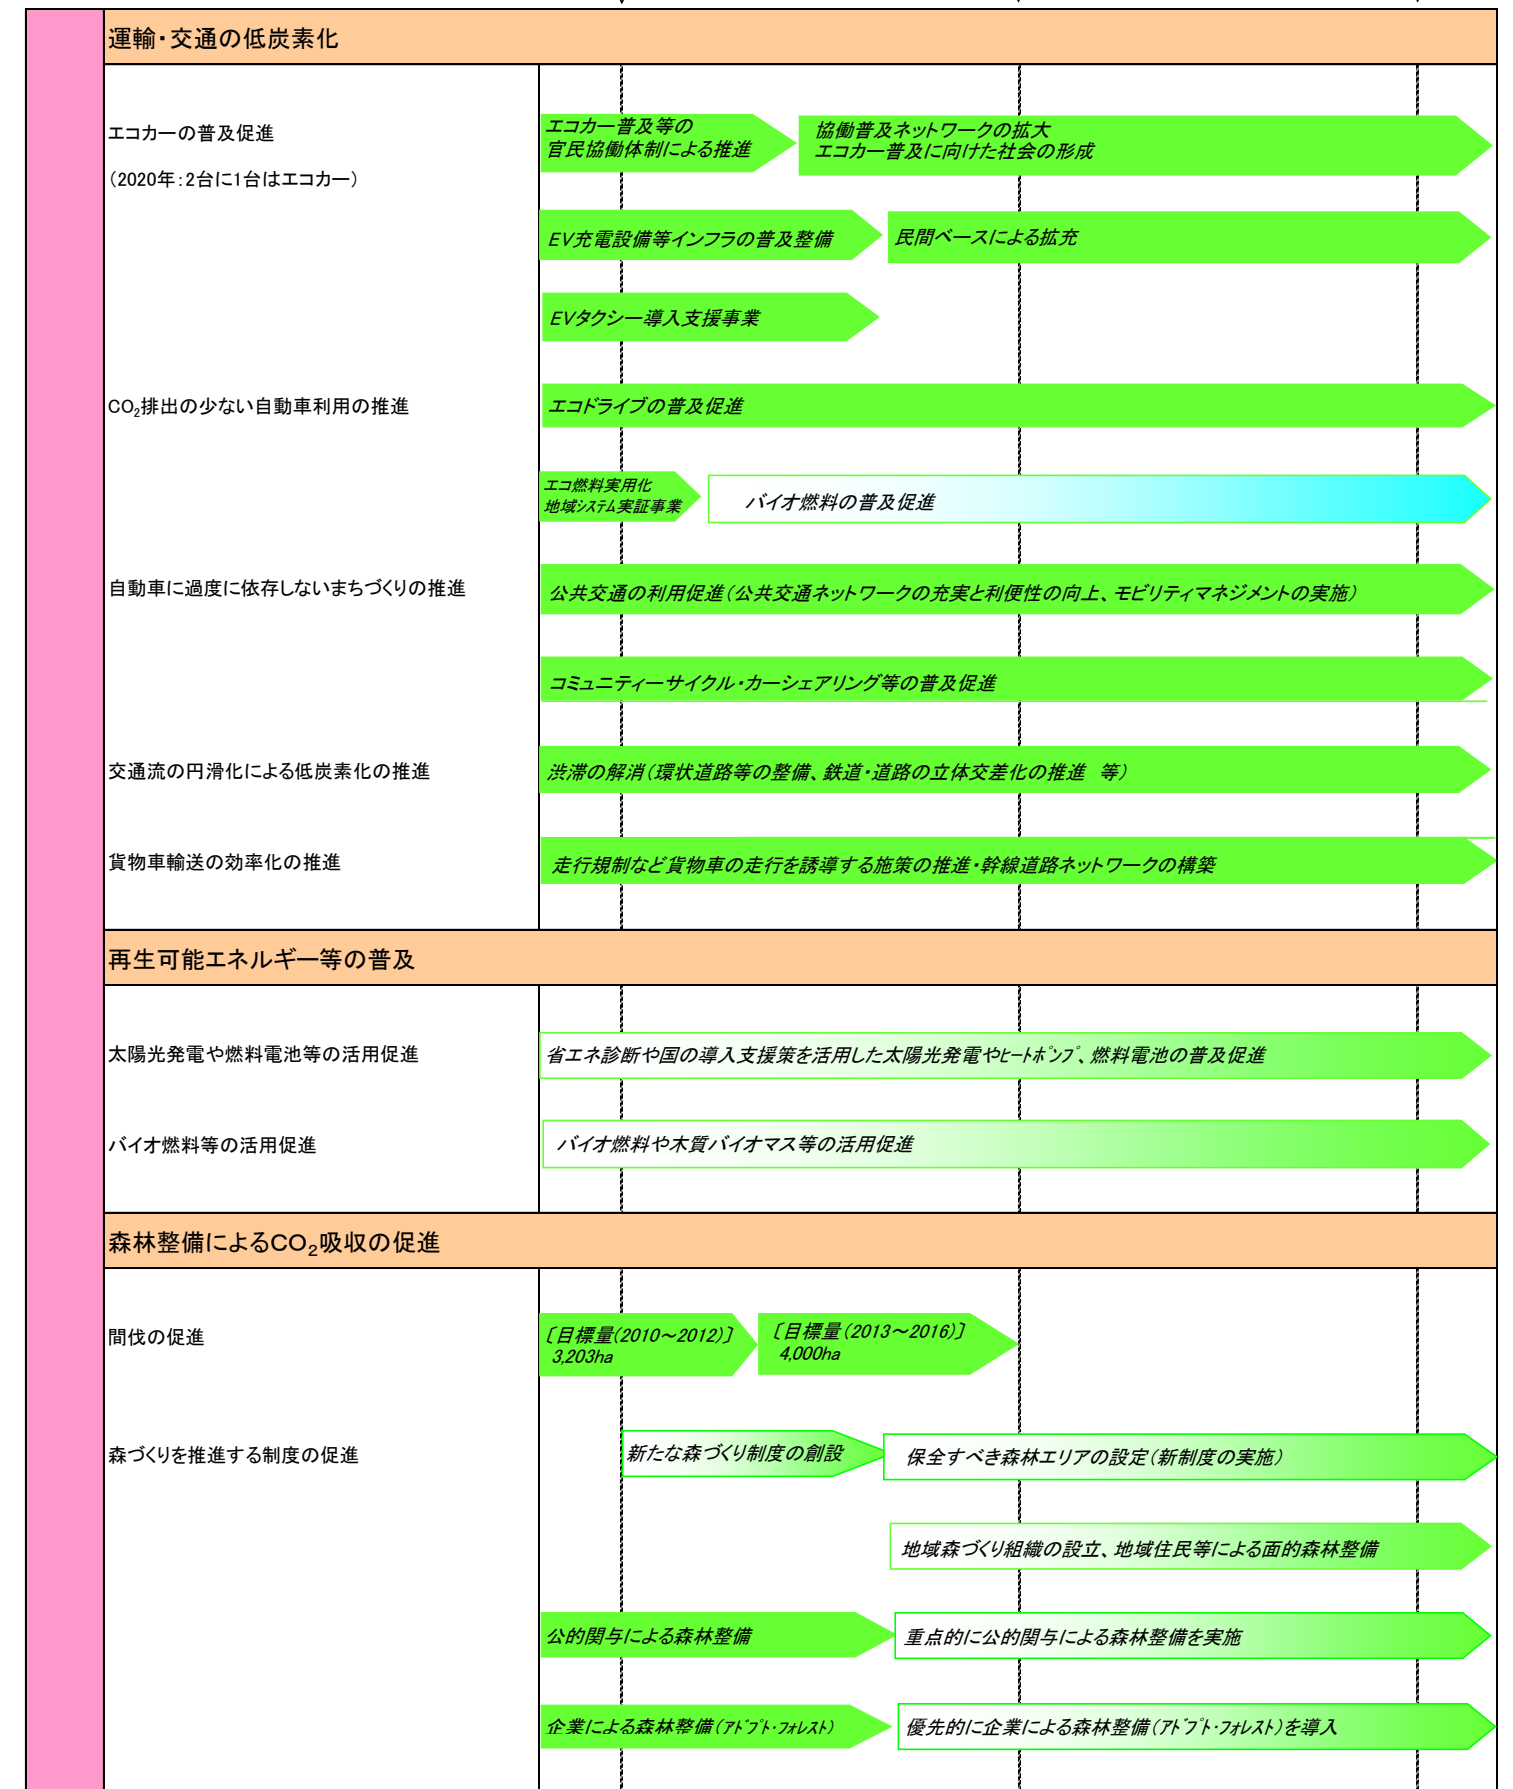 運輸・交通の低炭素化
エコカーの普及促進
（2020年：2台に1台はエコカー）
エコカー普及等の
官民協働体制による推進
協働普及ネットワークの拡大
エコカー普及に向けた社会の形成
EV充電設備等インフラの普及整備
民間ベースによる拡充
EVタクシー導入支援事業
CO₂排出の少ない自動車利用の推進
エコドライブの普及促進
エコ燃料実用化
地域ｼｽﾃﾑ実証事業
バイオ燃料の普及促進
自動車に過度に依存しないまちづくりの推進
公共交通の利用促進（公共交通ネットワークの充実と利便性の向上、モビリティマネジメントの実施）
コミュニティーサイクル・カーシェアリング等の普及促進
交通流の円滑化による低炭素化の推進
渋滞の解消（環状道路等の整備、鉄道・道路の立体交差化の推進　等）
貨物車輸送の効率化の推進
走行規制など貨物車の走行を誘導する施策の推進・幹線道路ネットワークの構築
再生可能エネルギー等の普及
太陽光発電や燃料電池等の活用促進
省エネ診断や国の導入支援策を活用した太陽光発電やﾋｰﾄﾎﾟﾝﾌﾟ、燃料電池の普及促進
バイオ燃料等の活用促進
バイオ燃料や木質バイオマス等の活用促進
森林整備によるCO₂吸収の促進
間伐の促進
〔目標量(2010～2012)〕
3,203ha
〔目標量(2013～2016)〕
4,000ha
森づくりを推進する制度の促進
新たな森づくり制度の創設
保全すべき森林エリアの設定（新制度の実施）
地域森づくり組織の設立、地域住民等による面的森林整備
公的関与による森林整備
重点的に公的関与による森林整備を実施
企業による森林整備（ｱﾄﾞﾌﾟﾄ・ﾌｫﾚｽﾄ）
優先的に企業による森林整備（ｱﾄﾞﾌﾟﾄ・ﾌｫﾚｽﾄ）を導入